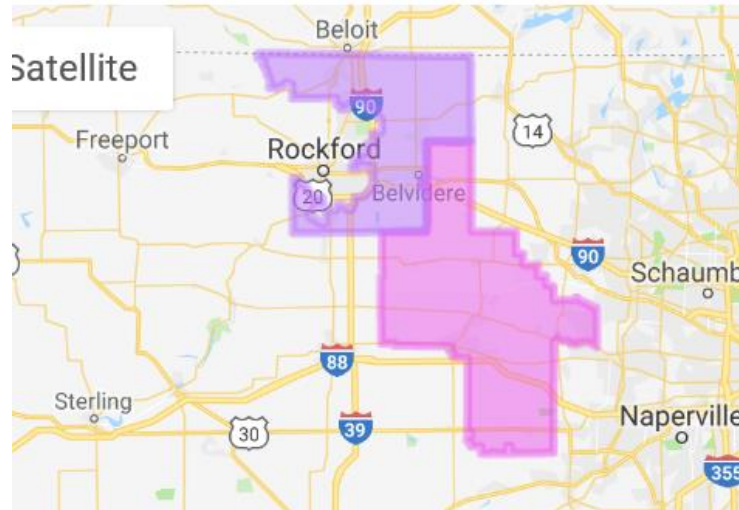 Beloit
Satellite
90
14
Freeport
Rockford
20
Belvidere
90
Schaumb
88
Sterling
30
39
Naperville
355